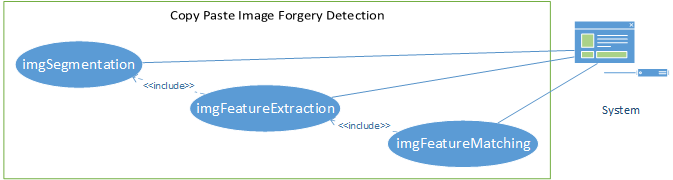 Copy Paste Image Forgery Detection
imgSegmentation
<<include>>
imgFeatureExtraction
System
<<include>>
imgFeatureMatching